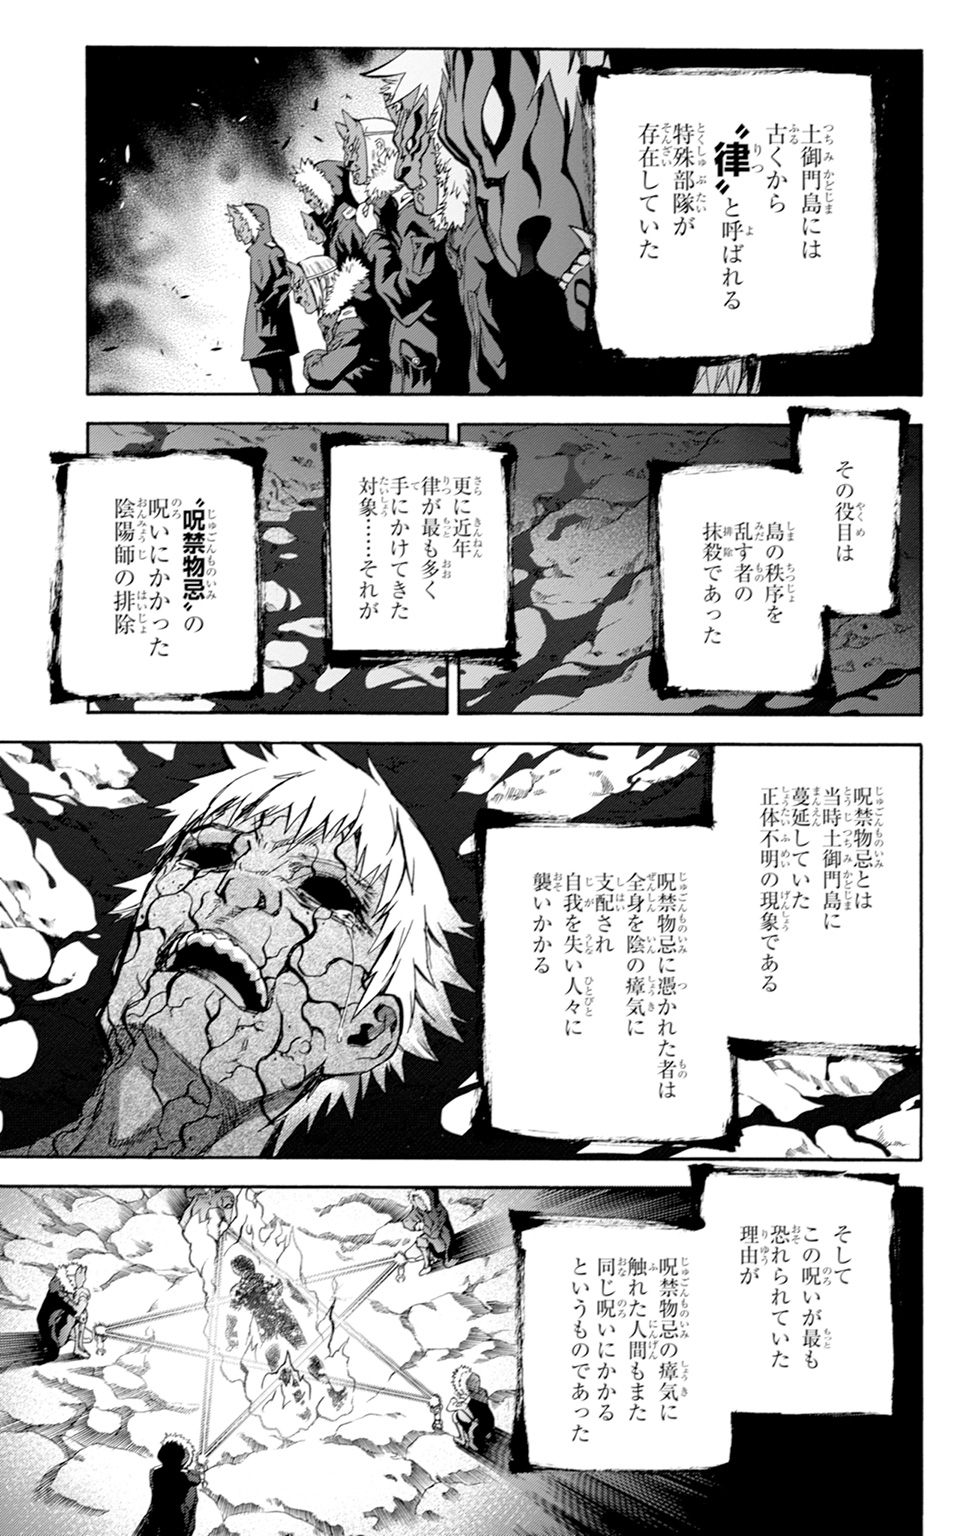 土御門島には
古くから
〝律〟と呼ばれる
特殊部隊が
存在していた
その役目は
島の秩序を
乱す者の
抹殺であった
更に近年
律が最も多く
手にかけてきた
対象……それが
〝呪禁物忌〟の
呪いにかかった
陰陽師の排除
呪禁物忌とは
当時土御門島に
蔓延していた
正体不明の現象である
呪禁物忌に憑かれた者は
全身を陰の瘴気に
支配され
自我を失い人々に
襲いかかる
そして
この呪いが最も
恐れられていた
理由が
呪禁物忌の瘴気に
触れた人間もまた
同じ呪いにかかる
というものであった